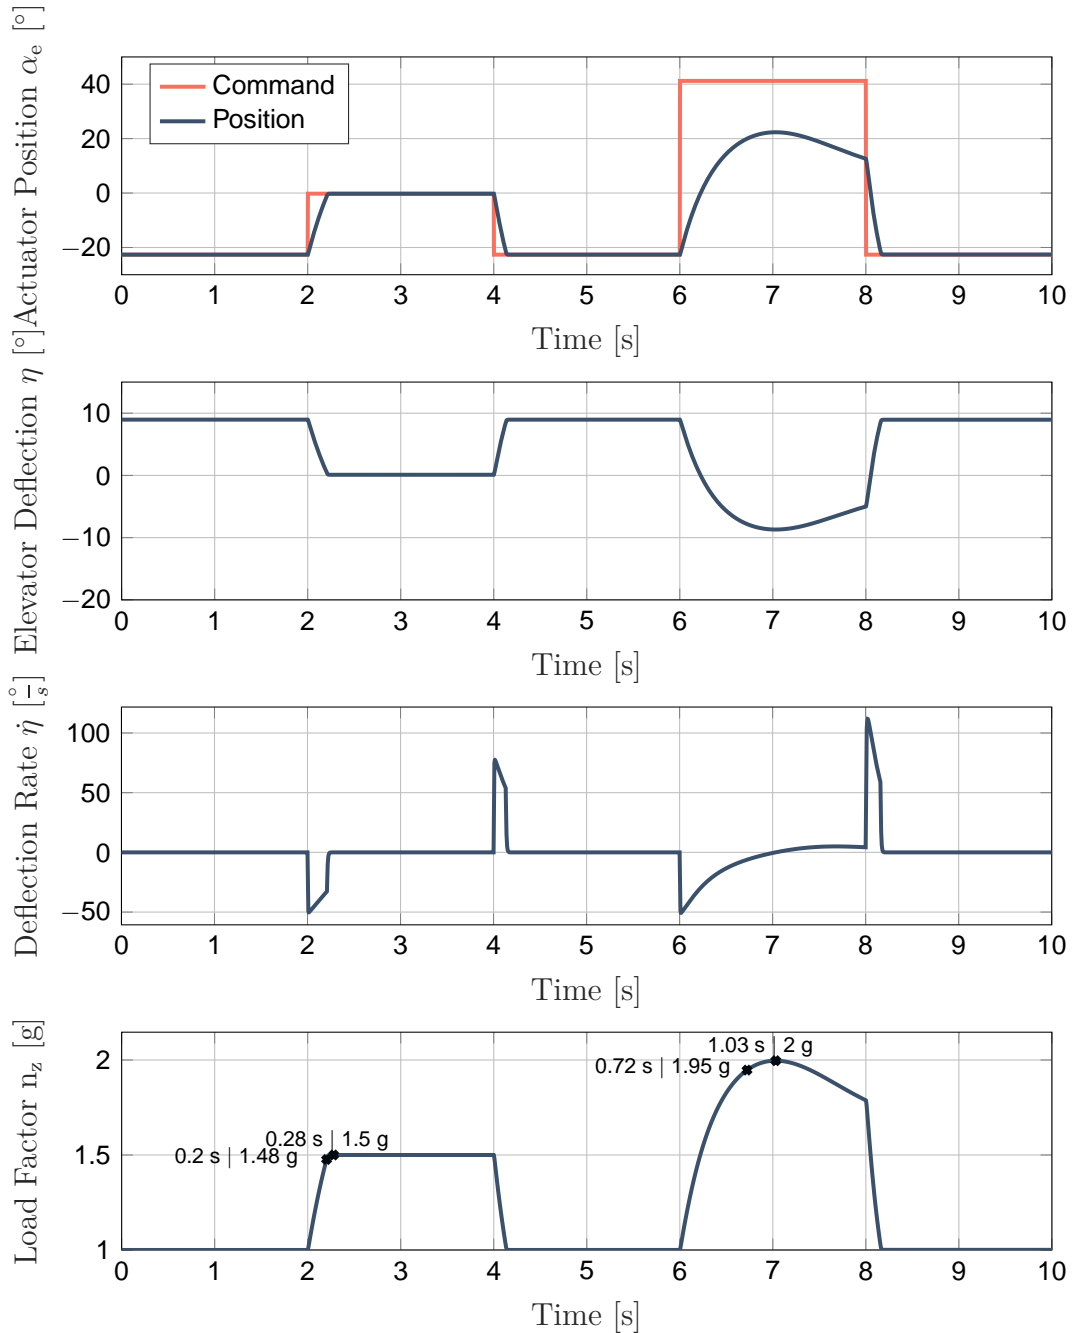 Actuator Position αe [°]
40
20
0
−20
Command
Position
0 1 2 3 4 5 6 7 8 9 10
Time [s]
Elevator Deflection η [°]
10
0
−10
−20
0 1 2 3 4 5 6 7 8 9 10
Time [s]
Deflection Rate η̇ [°/s]
100
50
0
−50
0 1 2 3 4 5 6 7 8 9 10
Time [s]
Load Factor nz [g]
2
1.5
1
1.03 s | 2 g
0.72 s | 1.95 g
0.28 s | 1.5 g
0.2 s | 1.48 g
0 1 2 3 4 5 6 7 8 9 10
Time [s]